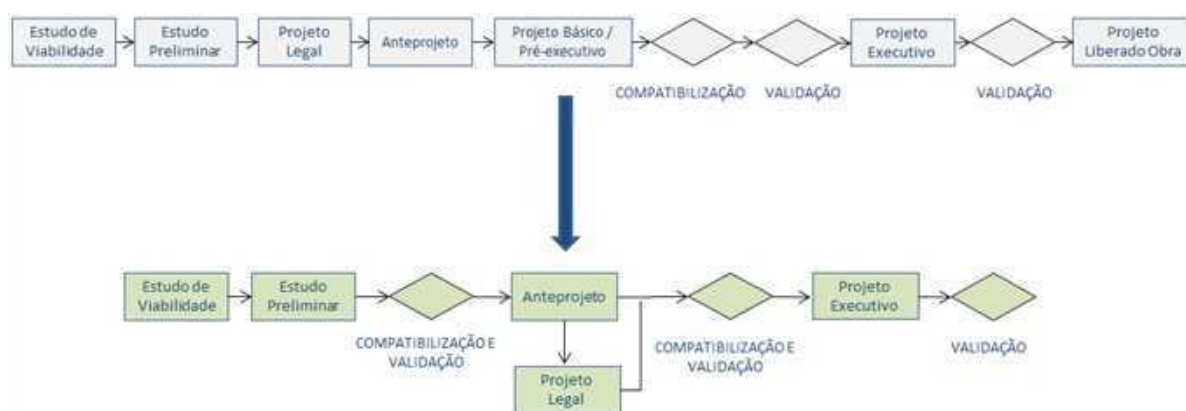 Estudo de
Viabilidade
Estudo
Preliminar
Projeto
Legal
Anteprojeto
Projeto Básico /
Pré-executivo
COMPATIBILIZAÇÃO
VALIDAÇÃO
Projeto
Executivo
VALIDAÇÃO
Projeto
Liberado Obra
Estudo de
Viabilidade
Estudo
Preliminar
COMPATIBILIZAÇÃO E
VALIDAÇÃO
Anteprojeto
Projeto
Legal
COMPATIBILIZAÇÃO E
VALIDAÇÃO
Projeto
Executivo
VALIDAÇÃO